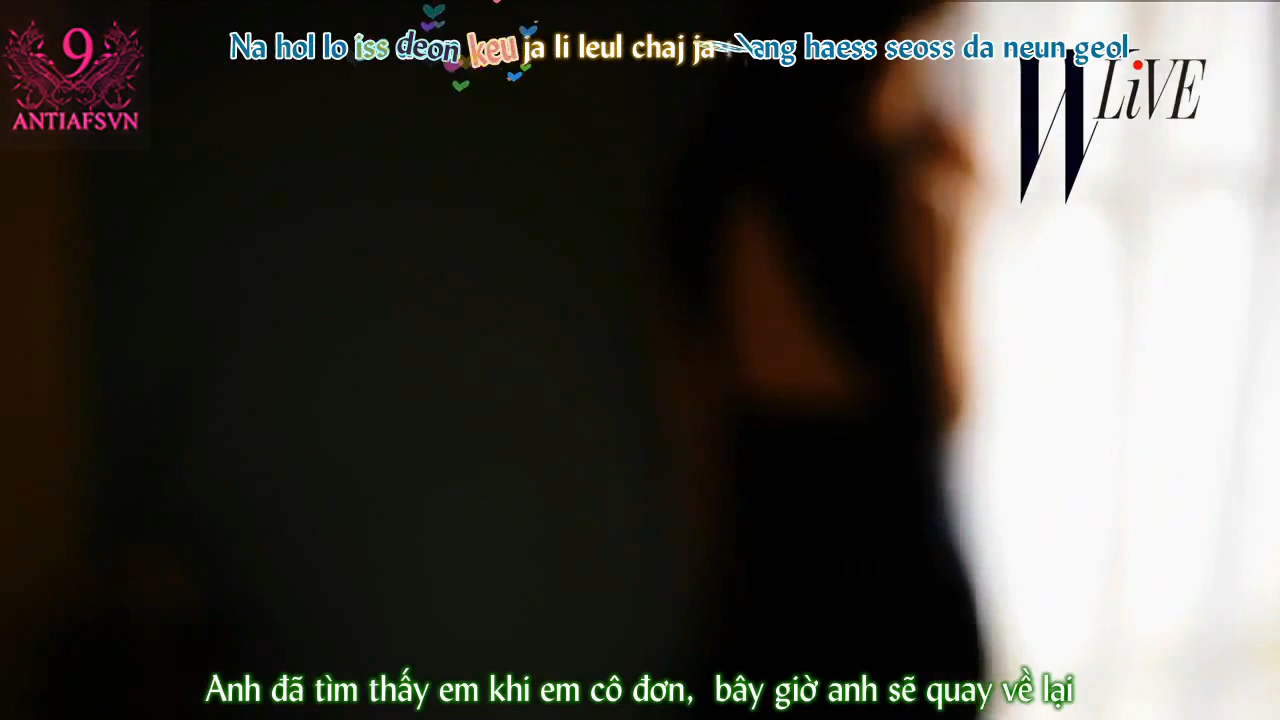 Na hol lo iss deon keu ja li leul chaj ja
haess seoss da neun geol
9
ANTIAFSVN
W LiVE
Anh đã tìm thấy em khi em cô đơn, bây giờ anh sẽ quay về lại